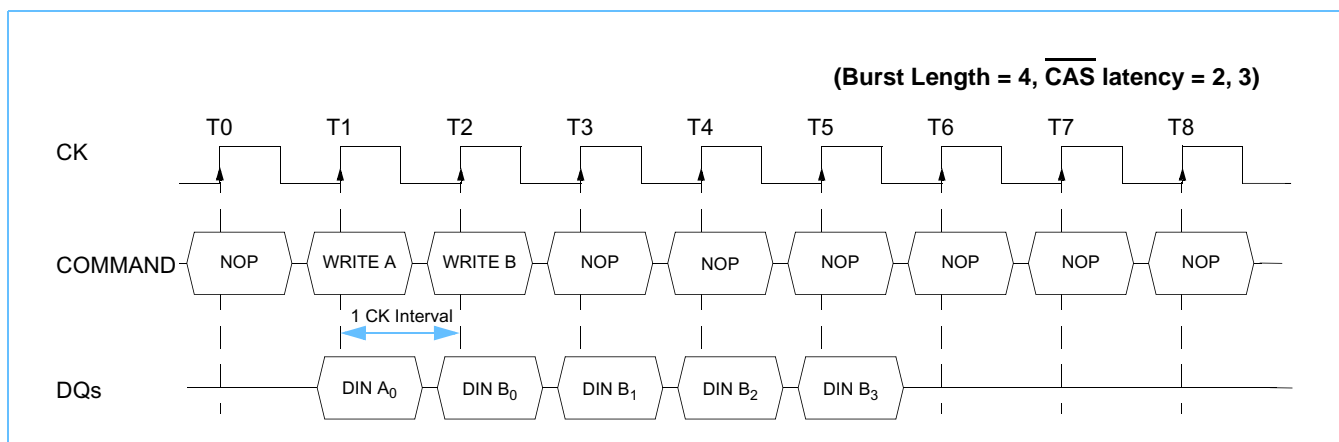 (Burst Length = 4, CAS latency = 2, 3)
T0 T1 T2 T3 T4 T5 T6 T7 T8
CK
COMMAND NOP WRITE A WRITE B NOP NOP NOP NOP NOP NOP
1 CK Interval
DQs DIN A0 DIN B0 DIN B1 DIN B2 DIN B3